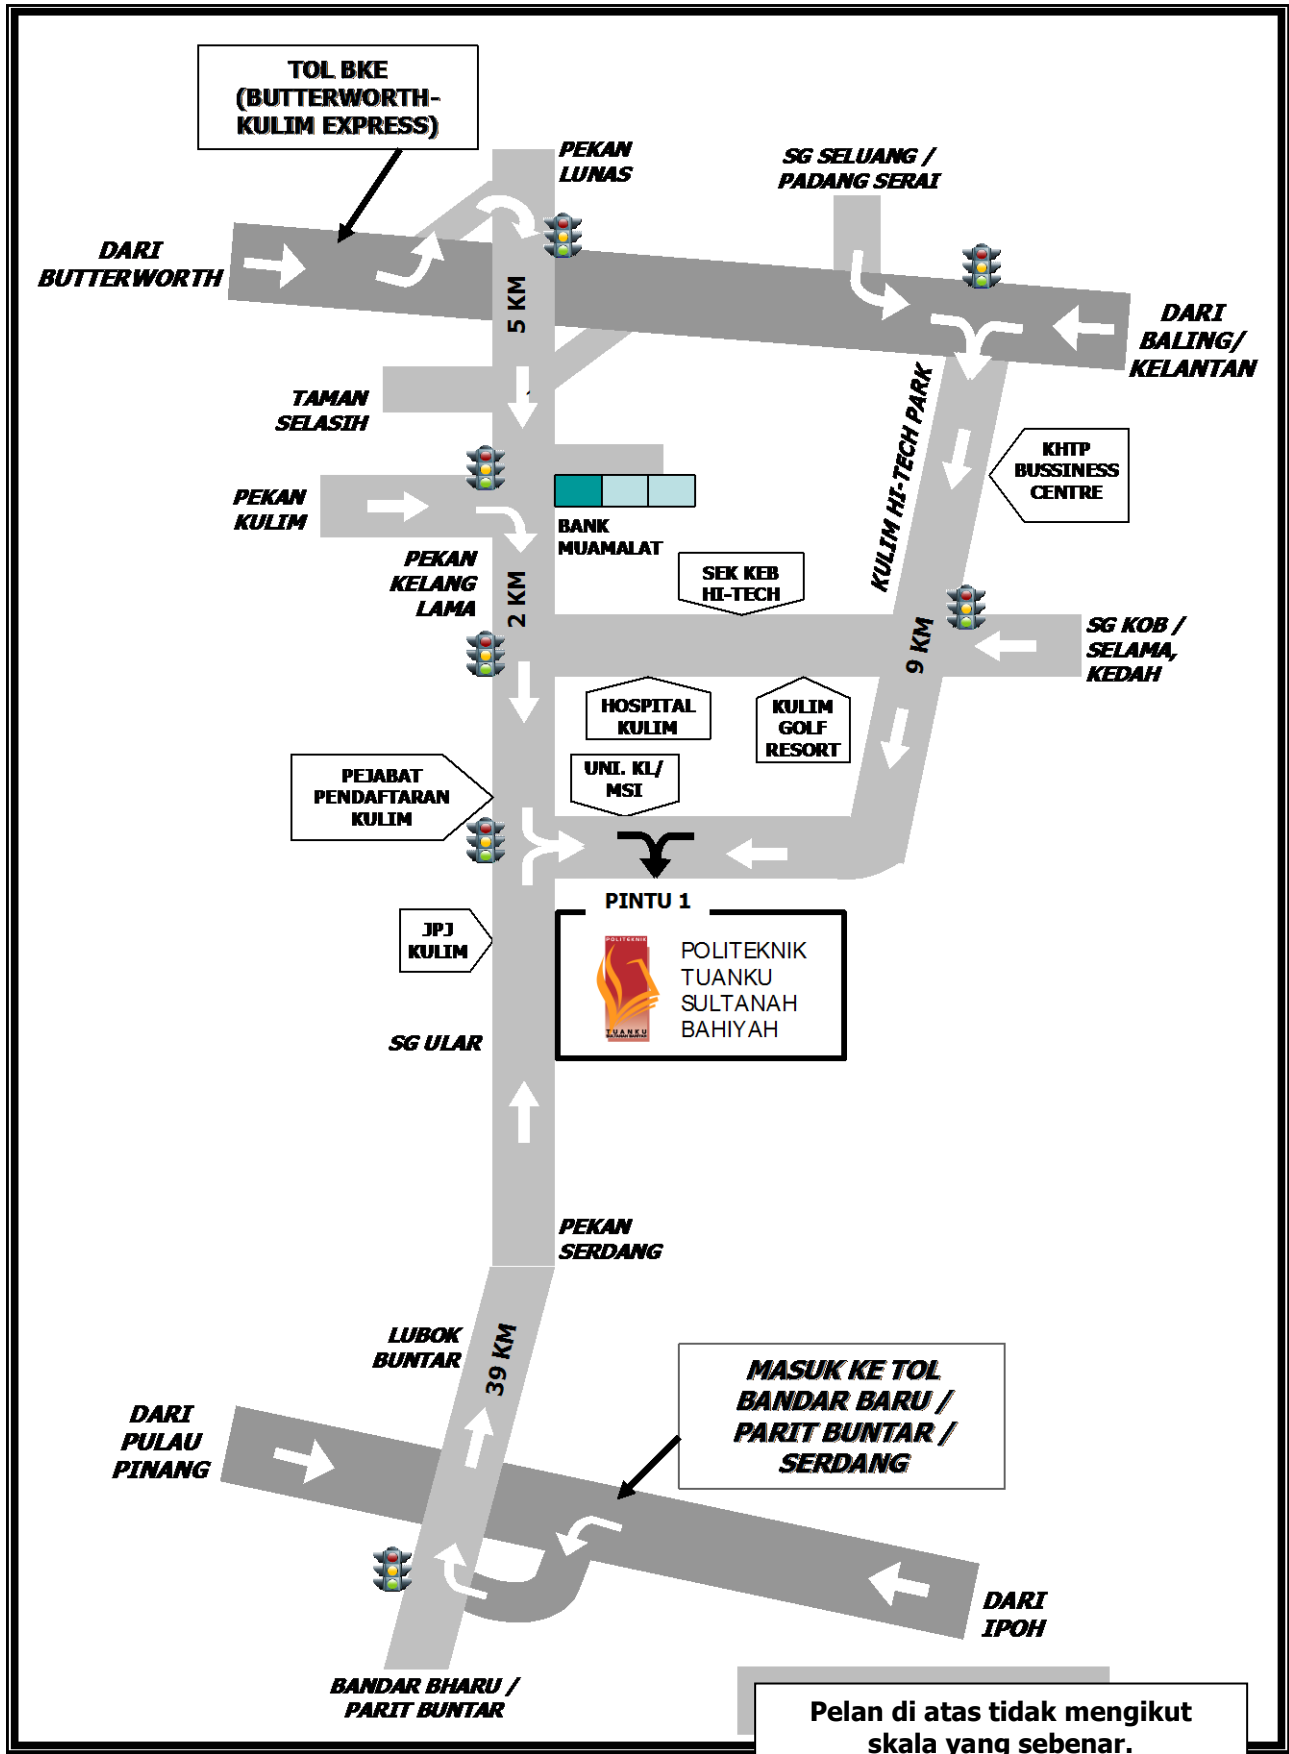 TOL BKE
(BUTTERWORTH-
KULIM EXPRESS)
PEKAN
LUNAS
SG SELUANG /
PADANG SERAI
DARI
BUTTERWORTH
5 KM
DARI
BALING/
KELANTAN
TAMAN
SELASIH
KULIM HI-TECH PARK
KHTP
BUSSINESS
CENTRE
PEKAN
KULIM
BANK
MUAMALAT
PEKAN
KELANG
LAMA
2 KM
SEK KEB
HI-TECH
9 KM
SG KOB /
SELAMA,
KEDAH
HOSPITAL
KULIM
KULIM
GOLF
RESORT
UNI. KL/
MSI
PEJABAT
PENDAFTARAN
KULIM
PINTU 1
JPJ
KULIM
POLITEKNIK
TUANKU
SULTANAH BAHIYAH
POLITEKNIK
TUANKU
SULTANAH
BAHIYAH
SG ULAR
PEKAN
SERDANG
LUBOK
BUNTAR
39 KM
MASUK KE TOL
BANDAR BARU /
PARIT BUNTAR /
SERDANG
DARI
PULAU
PINANG
DARI
IPOH
BANDAR BHARU /
PARIT BUNTAR
Pelan di atas tidak mengikut
skala yang sebenar.